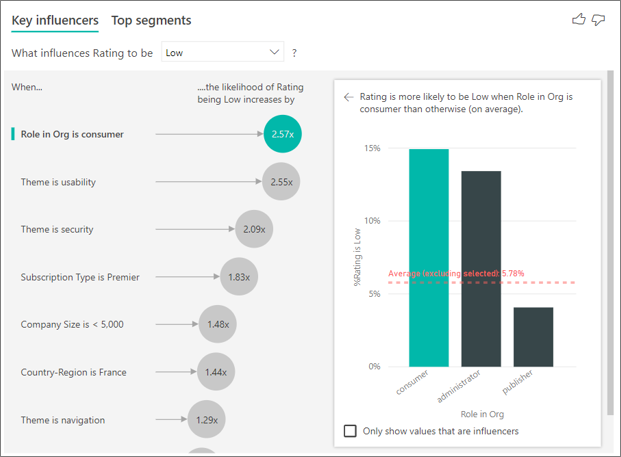 Key influencers Top segments
What influences Rating to be Low ?
When...
....the likelihood of Rating
being Low increases by
Role in Org is consumer 2.57x
Theme is usability 2.55x
Theme is security 2.09x
Subscription Type is Premier 1.83x
Company Size is < 5,000 1.48x
Country-Region is France 1.44x
Theme is navigation 1.29x
Rating is more likely to be Low when Role in Org is
consumer than otherwise (on average).
%Rating is Low
15%
10%
Average (excluding selected): 5.78%
5%
0%
consumer
administrator
publisher
Role in Org
Only show values that are influencers